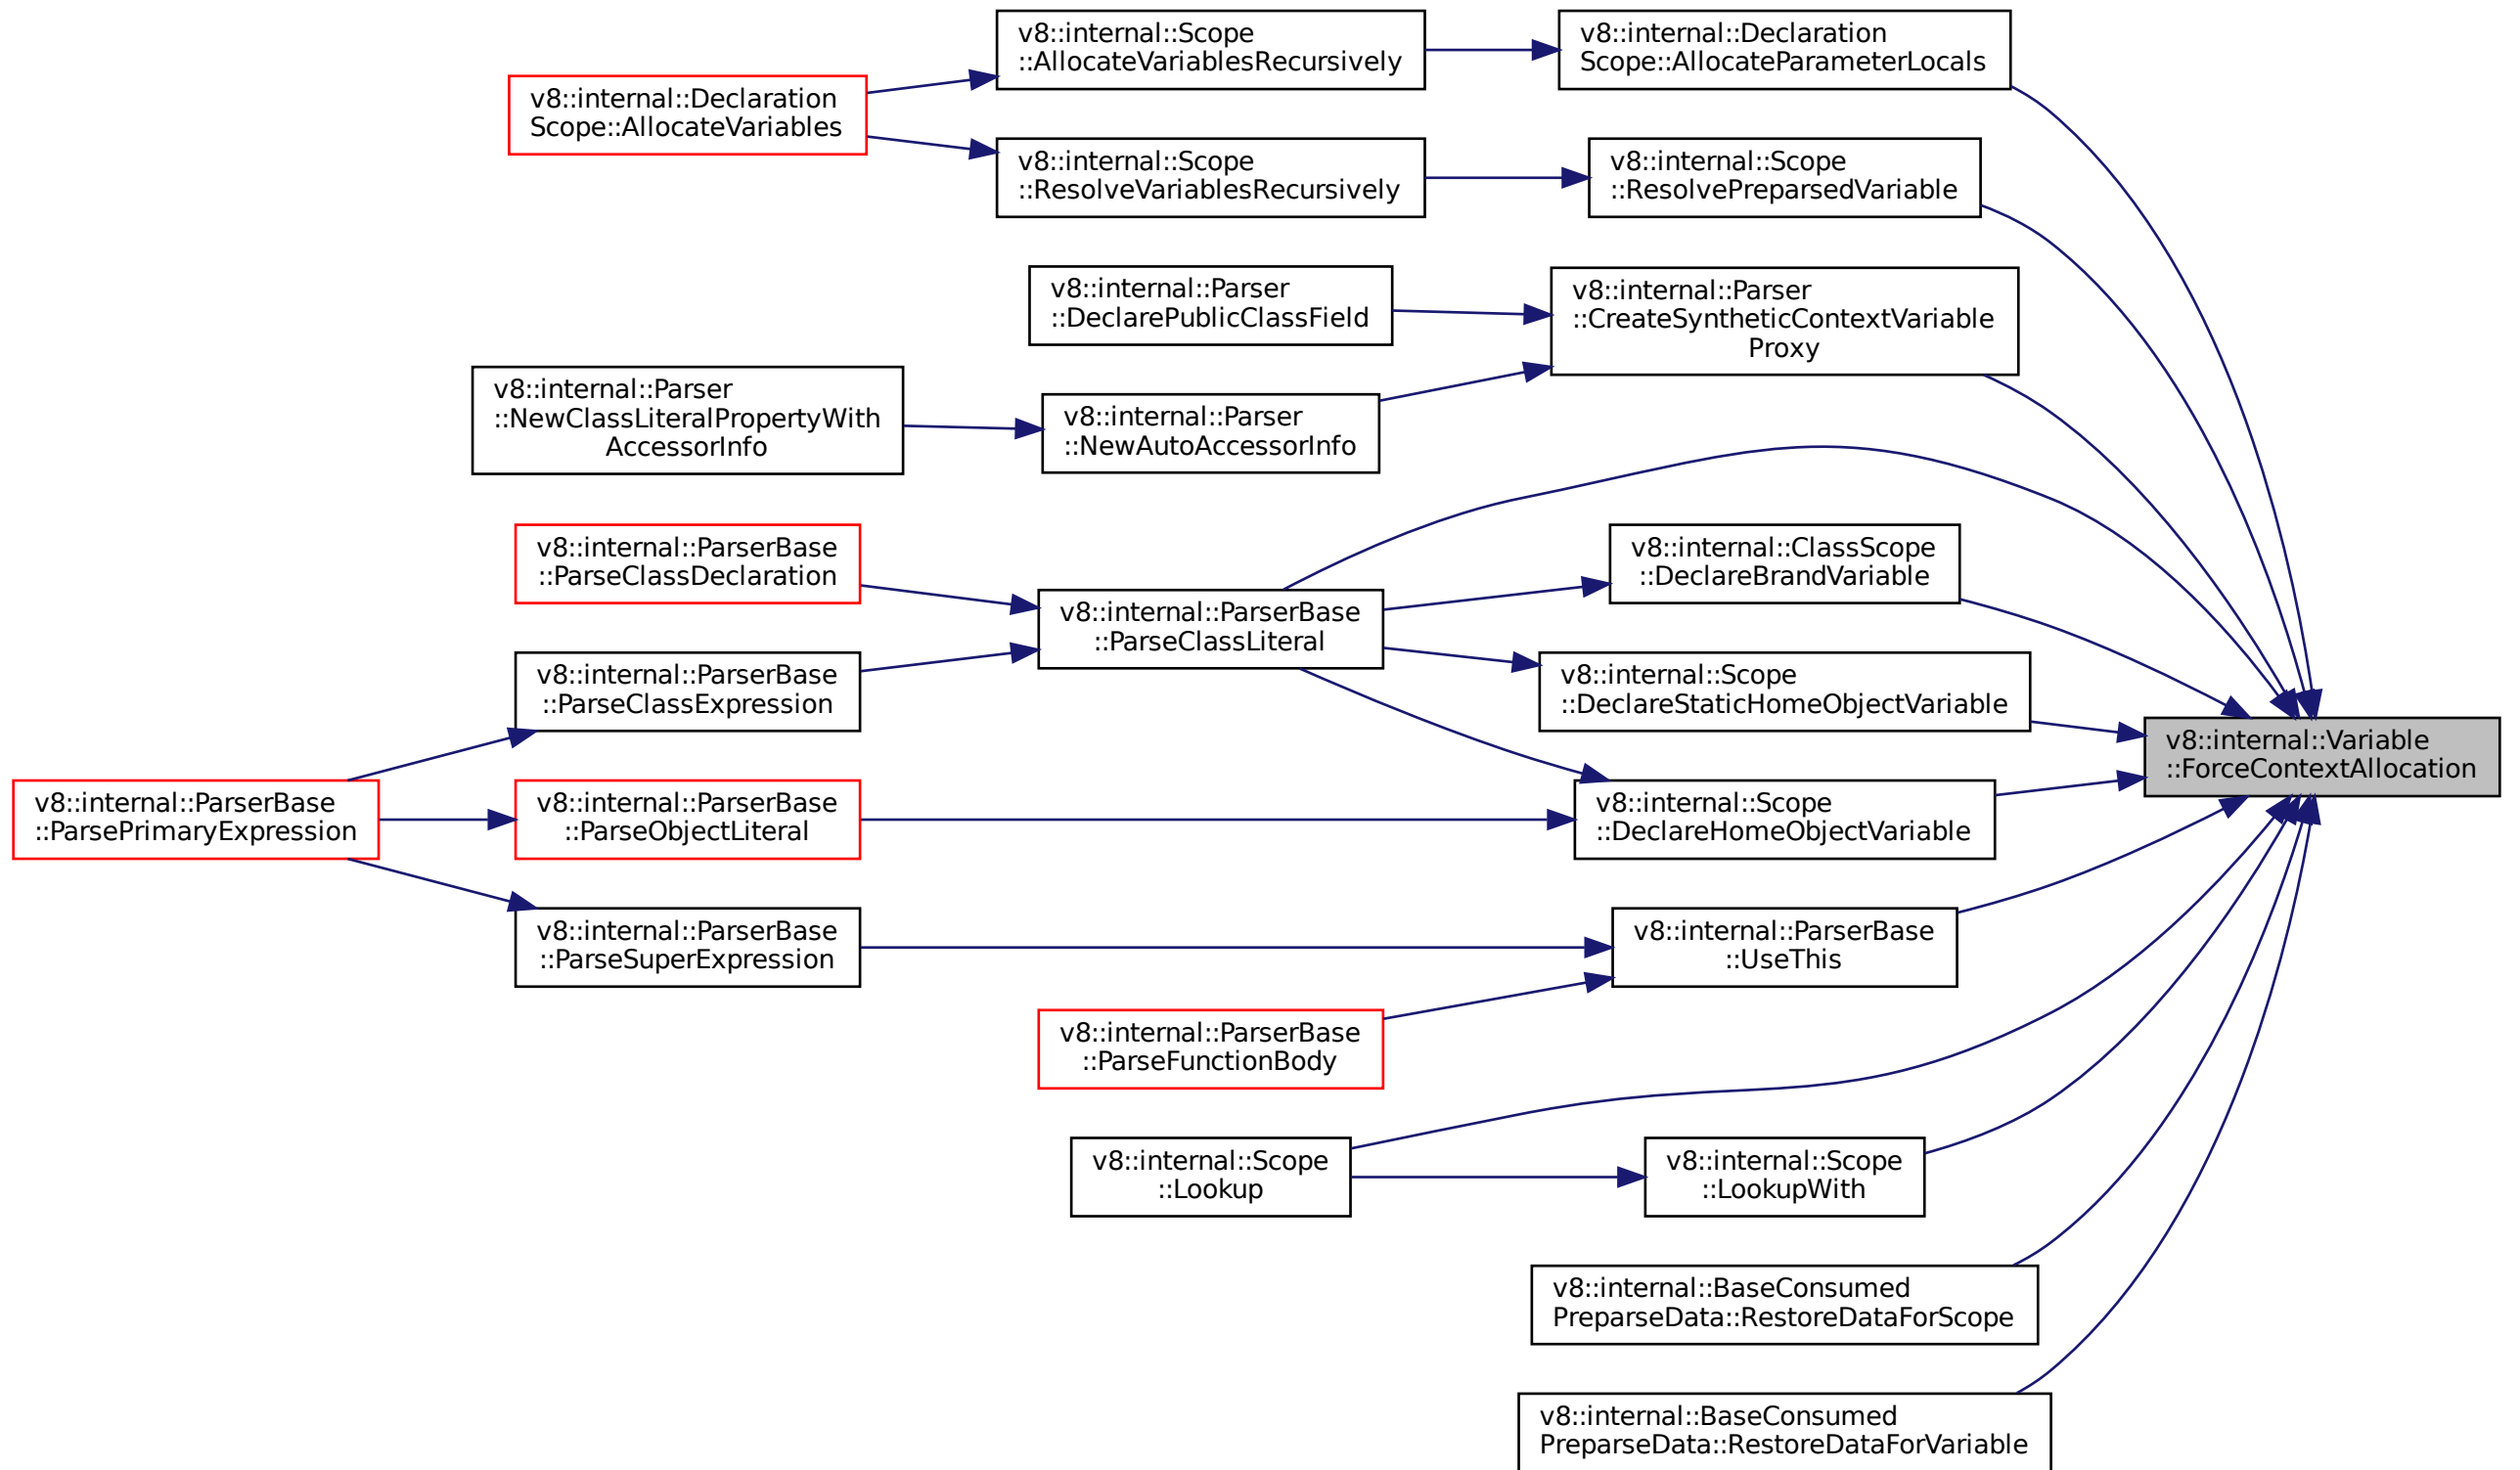 v8::internal::Scope
::AllocateVariablesRecursively
v8::internal::Declaration
Scope::AllocateParameterLocals
v8::internal::Declaration
Scope::AllocateVariables
v8::internal::Scope
::ResolveVariablesRecursively
v8::internal::Scope
::ResolvePreparsedVariable
v8::internal::Parser
::DeclarePublicClassField
v8::internal::Parser
::CreateSyntheticContextVariable
Proxy
v8::internal::Parser
::NewClassLiteralPropertyWith
AccessorInfo
v8::internal::Parser
::NewAutoAccessorInfo
v8::internal::ParserBase
::ParseClassDeclaration
v8::internal::ParserBase
::ParseClassLiteral
v8::internal::ClassScope
::DeclareBrandVariable
v8::internal::ParserBase
::ParseClassExpression
v8::internal::Scope
::DeclareStaticHomeObjectVariable
v8::internal::Variable
::ForceContextAllocation
v8::internal::ParserBase
::ParsePrimaryExpression
v8::internal::ParserBase
::ParseObjectLiteral
v8::internal::Scope
::DeclareHomeObjectVariable
v8::internal::ParserBase
::ParseSuperExpression
v8::internal::ParserBase
::UseThis
v8::internal::ParserBase
::ParseFunctionBody
v8::internal::Scope
::Lookup
v8::internal::Scope
::LookupWith
v8::internal::BaseConsumed
PreparseData::RestoreDataForScope
v8::internal::BaseConsumed
PreparseData::RestoreDataForVariable